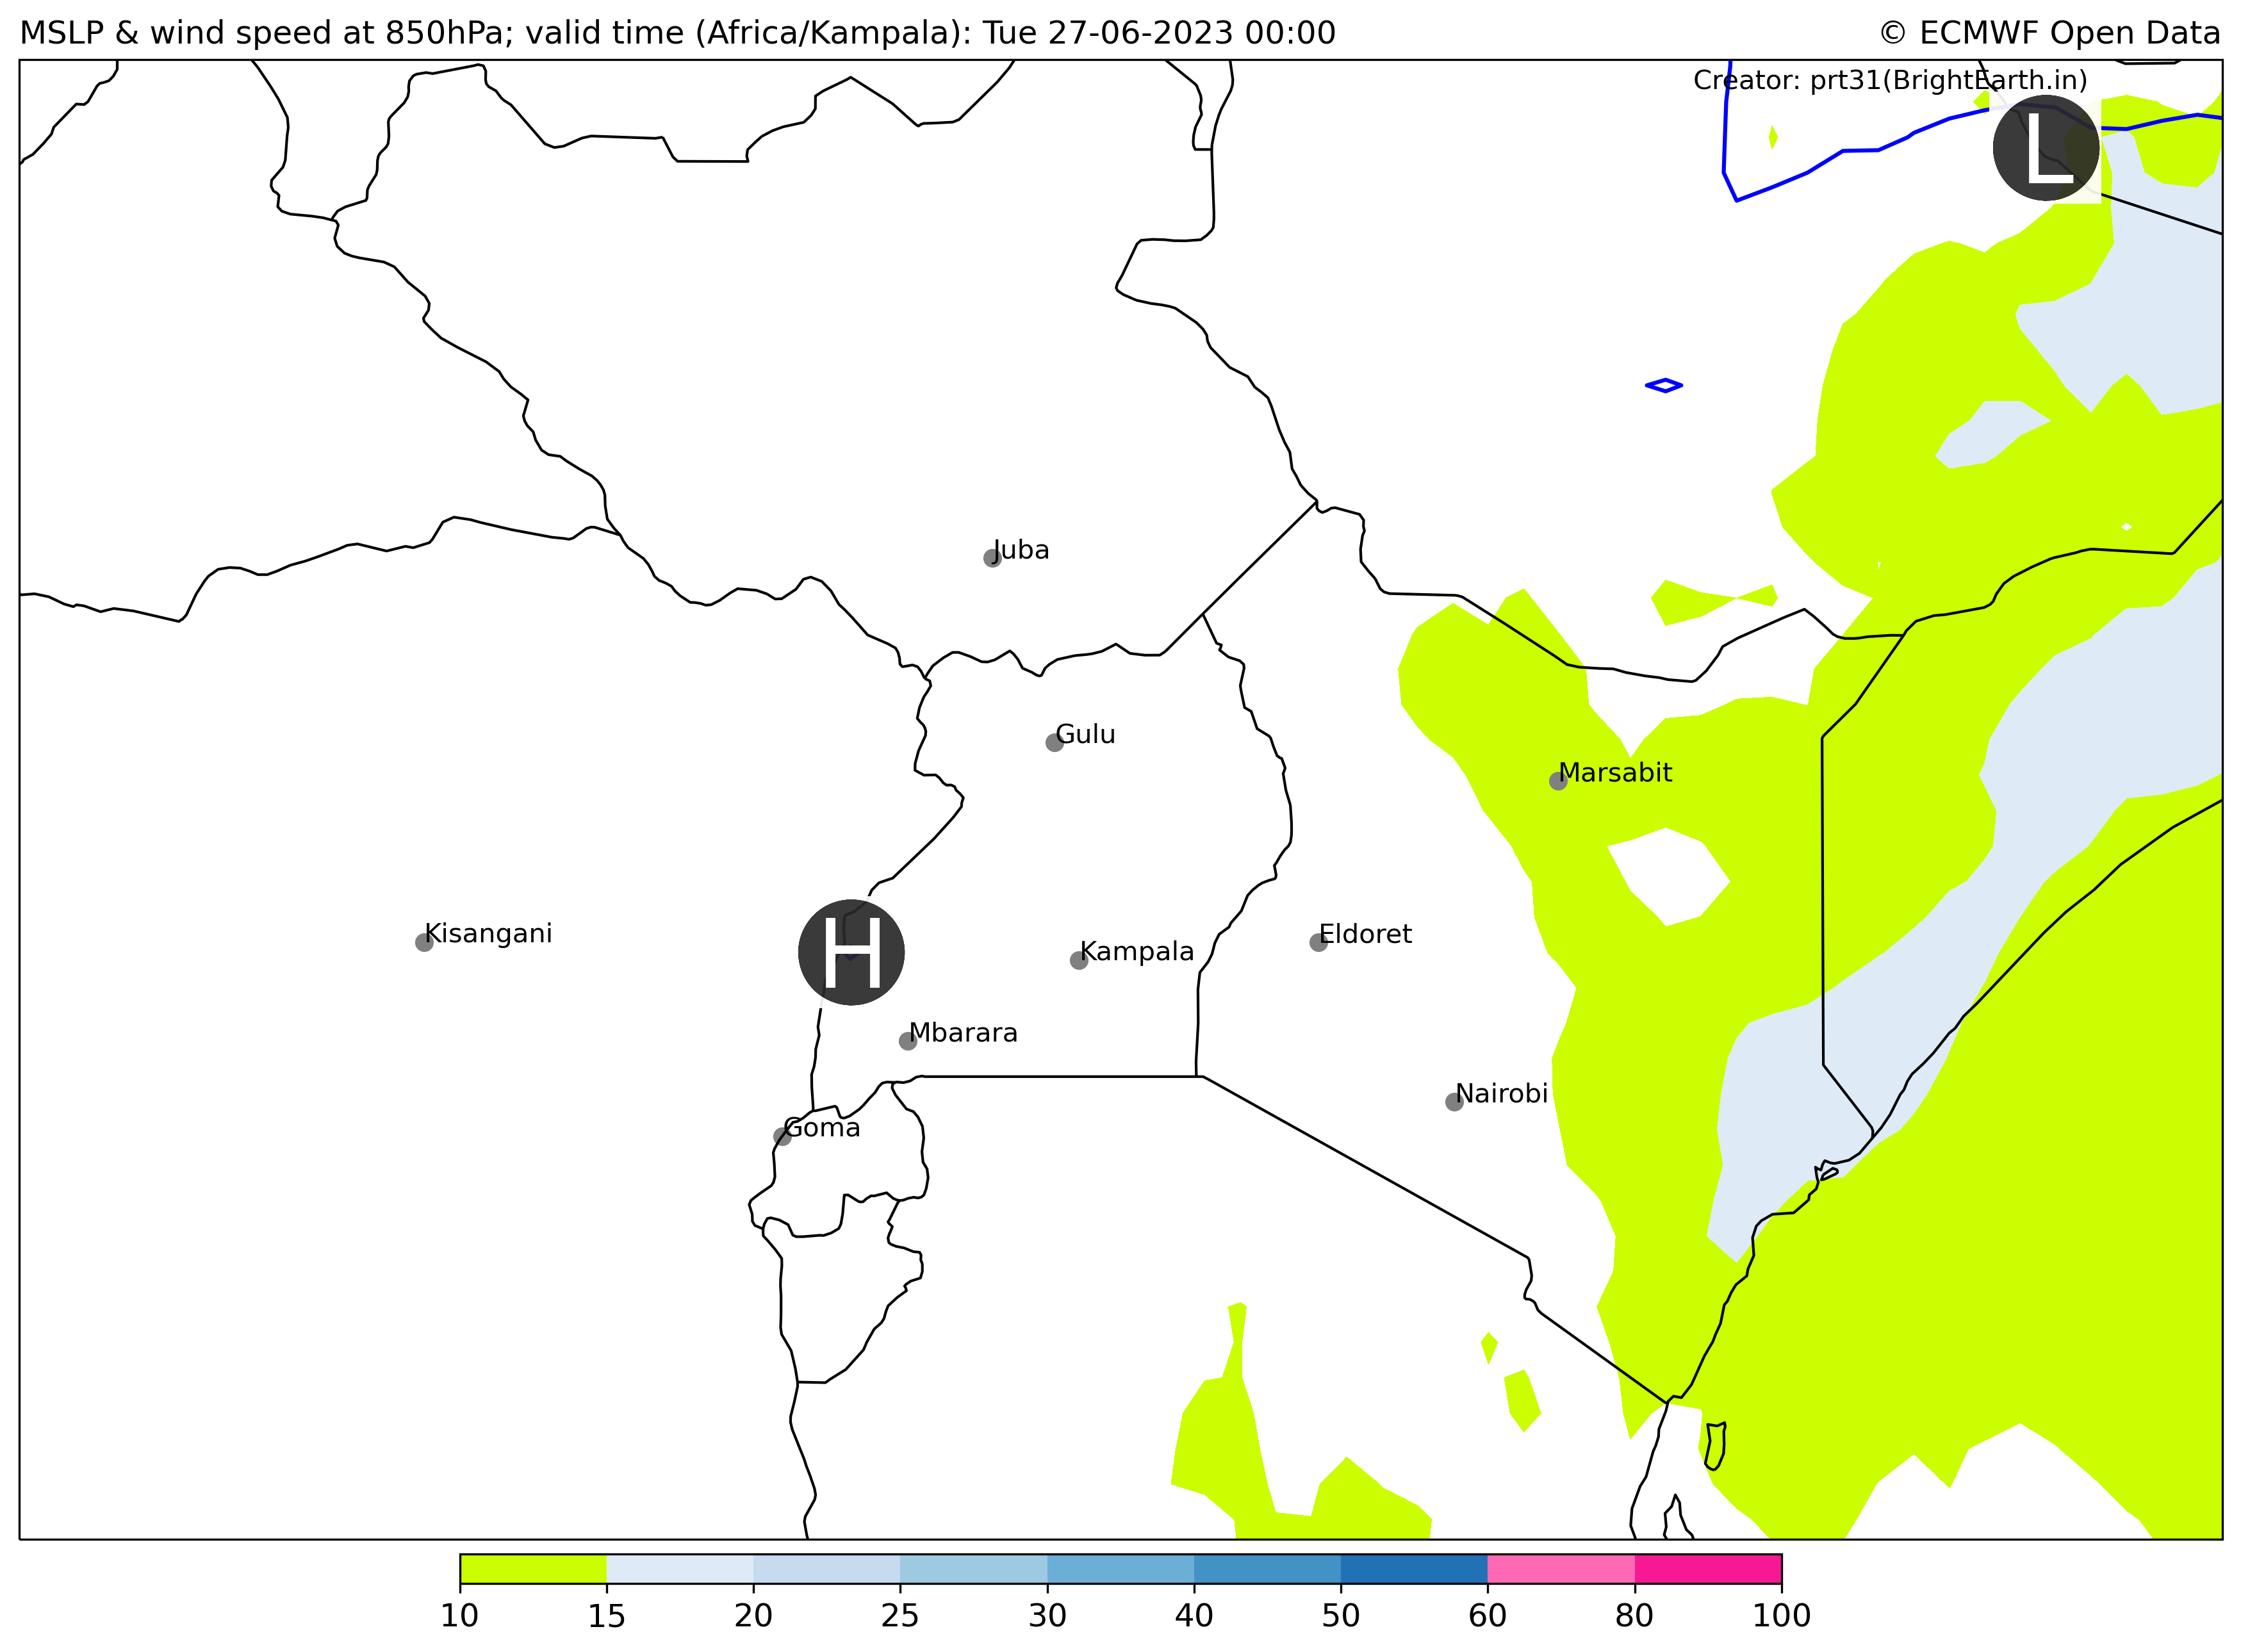 MSLP & wind speed at 850hPa; valid time (Africa/Kampala): Tue 27-06-2023 00:00
© ECMWF Open Data
Creator: prt31(BrightEarth.in)
L
Juba
Gulu
Marsabit
Kisangani
H
Kampala
Eldoret
Mbarara
Nairobi
Goma
10 15 20 25 30 40 50 60 80 100